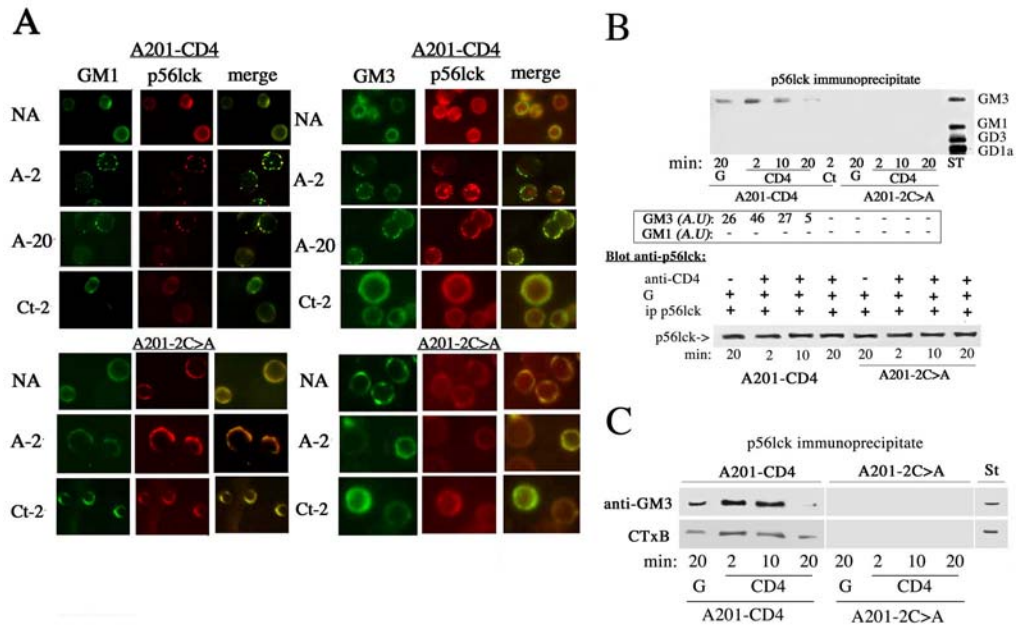 A
A201-CD4
GM1 p56lck merge
NA
A-2
A-20
Ct-2
A201-2C>A
NA
A-2
Ct-2
A201-CD4
GM3 p56lck merge
NA
A-2
A-20
Ct-2
A201-2C>A
NA
A-2
Ct-2
B
p56lck immunoprecipitate
GM3
GM1
GD3
GD1a
min: 20 2 10 20 2 20 2 10 20 ST
G CD4 Ct G CD4
A201-CD4 A201-2C>A
GM3 (A.U): 26 46 27 5 - - - - -
GM1 (A.U): - - - - - - - - -
Blot anti-p56lck:
anti-CD4 - + + + - + + +
G + + + + + + + +
ip p56lck + + + + + + + +
p56lck->
min: 20 2 10 20 20 2 10 20
A201-CD4 A201-2C>A
C
p56lck immunoprecipitate
A201-CD4 A201-2C>A St
anti-GM3
CTxB
min: 20 2 10 20 20 2 10 20
G CD4 G CD4
A201-CD4 A201-2C>A